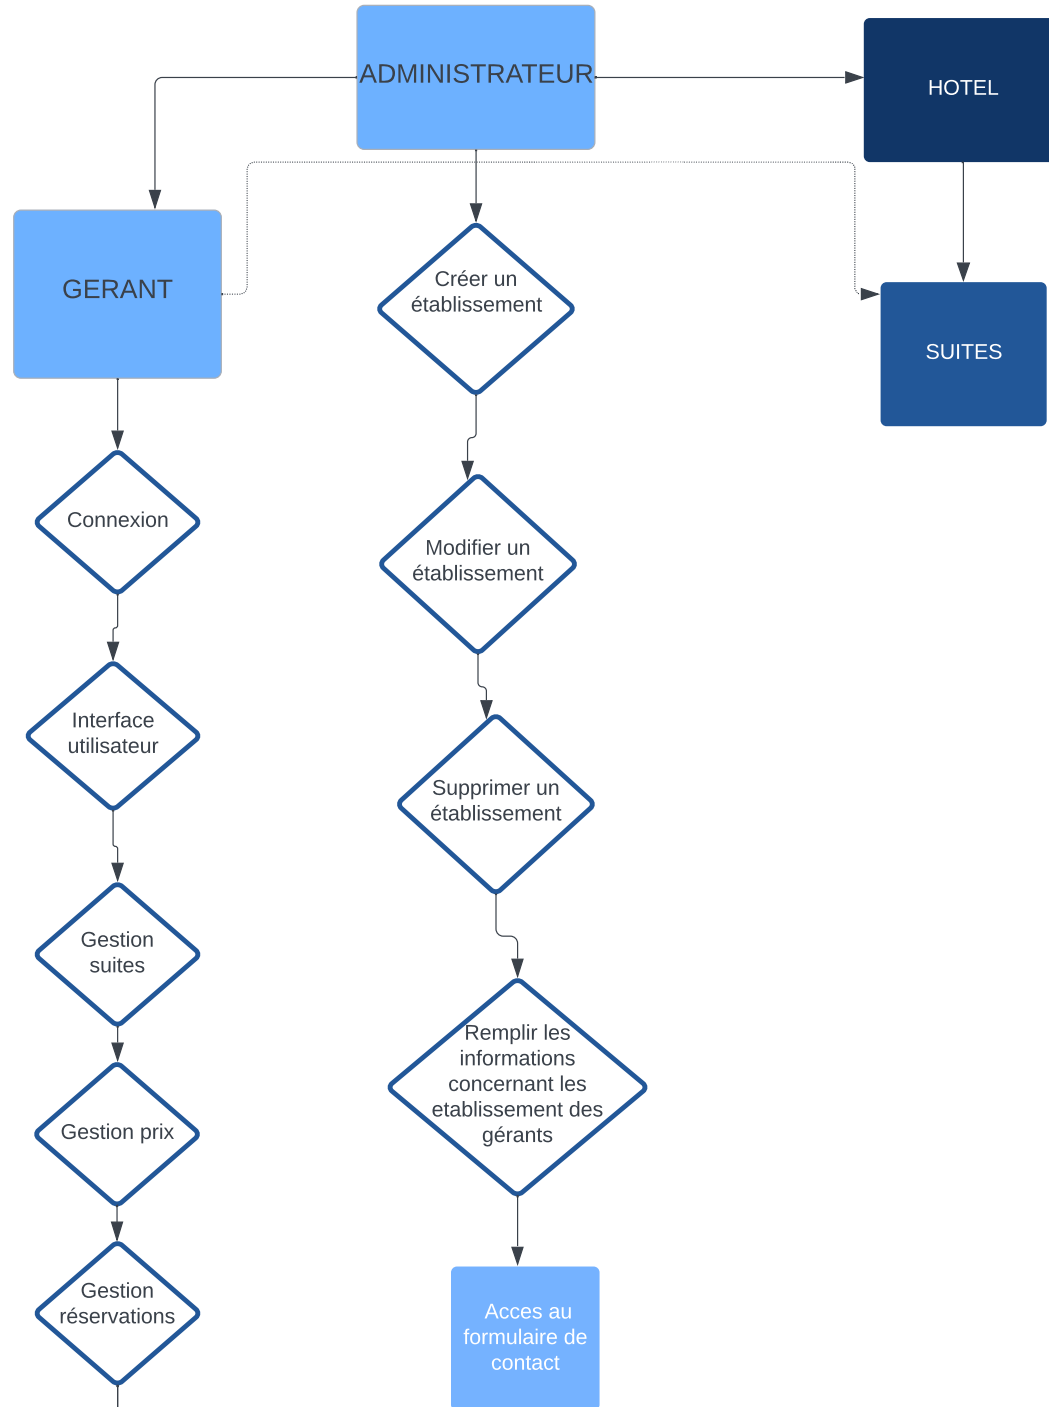 ADMINISTRATEUR
HOTEL
GERANT
SUITES
Créer un
établissement
Connexion
Modifier un
établissement
Interface
utilisateur
Supprimer un
établissement
Gestion
suites
Remplir les
informations
concernant les
etablissement des
gérants
Gestion prix
Gestion
réservations
Acces au
formulaire de
contact